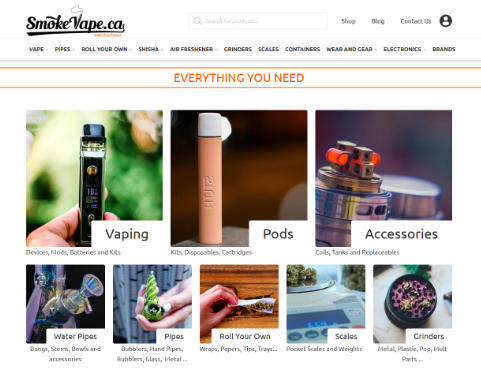 SmokeVape.ca
Search for products...
Shop
Blog
Contact Us
VAPE
PIPES
ROLL YOUR OWN
SHISHA
AIR FRESHENER
GRINDERS
SCALES
CONTAINERS
WEAR AND GEAR
ELECTRONICS
BRANDS
EVERYTHING YOU NEED
Vaping
Devices, Mods, Batteries and Kits
Pods
Kits, Disposables, Cartridges
Accessories
Coils, Tanks and Replaceables
Water Pipes
Bongs, Stems, Bowls and
accessories
Pipes
Bubblers, Hand Pipes,
Bubblers, Glass, Metal ...
Roll Your Own
Wraps, Papers, Tips, Trays...
Scales
Pocket Scales and Weights
Grinders
Metal, Plastic, Pop, Mult
Parts ...